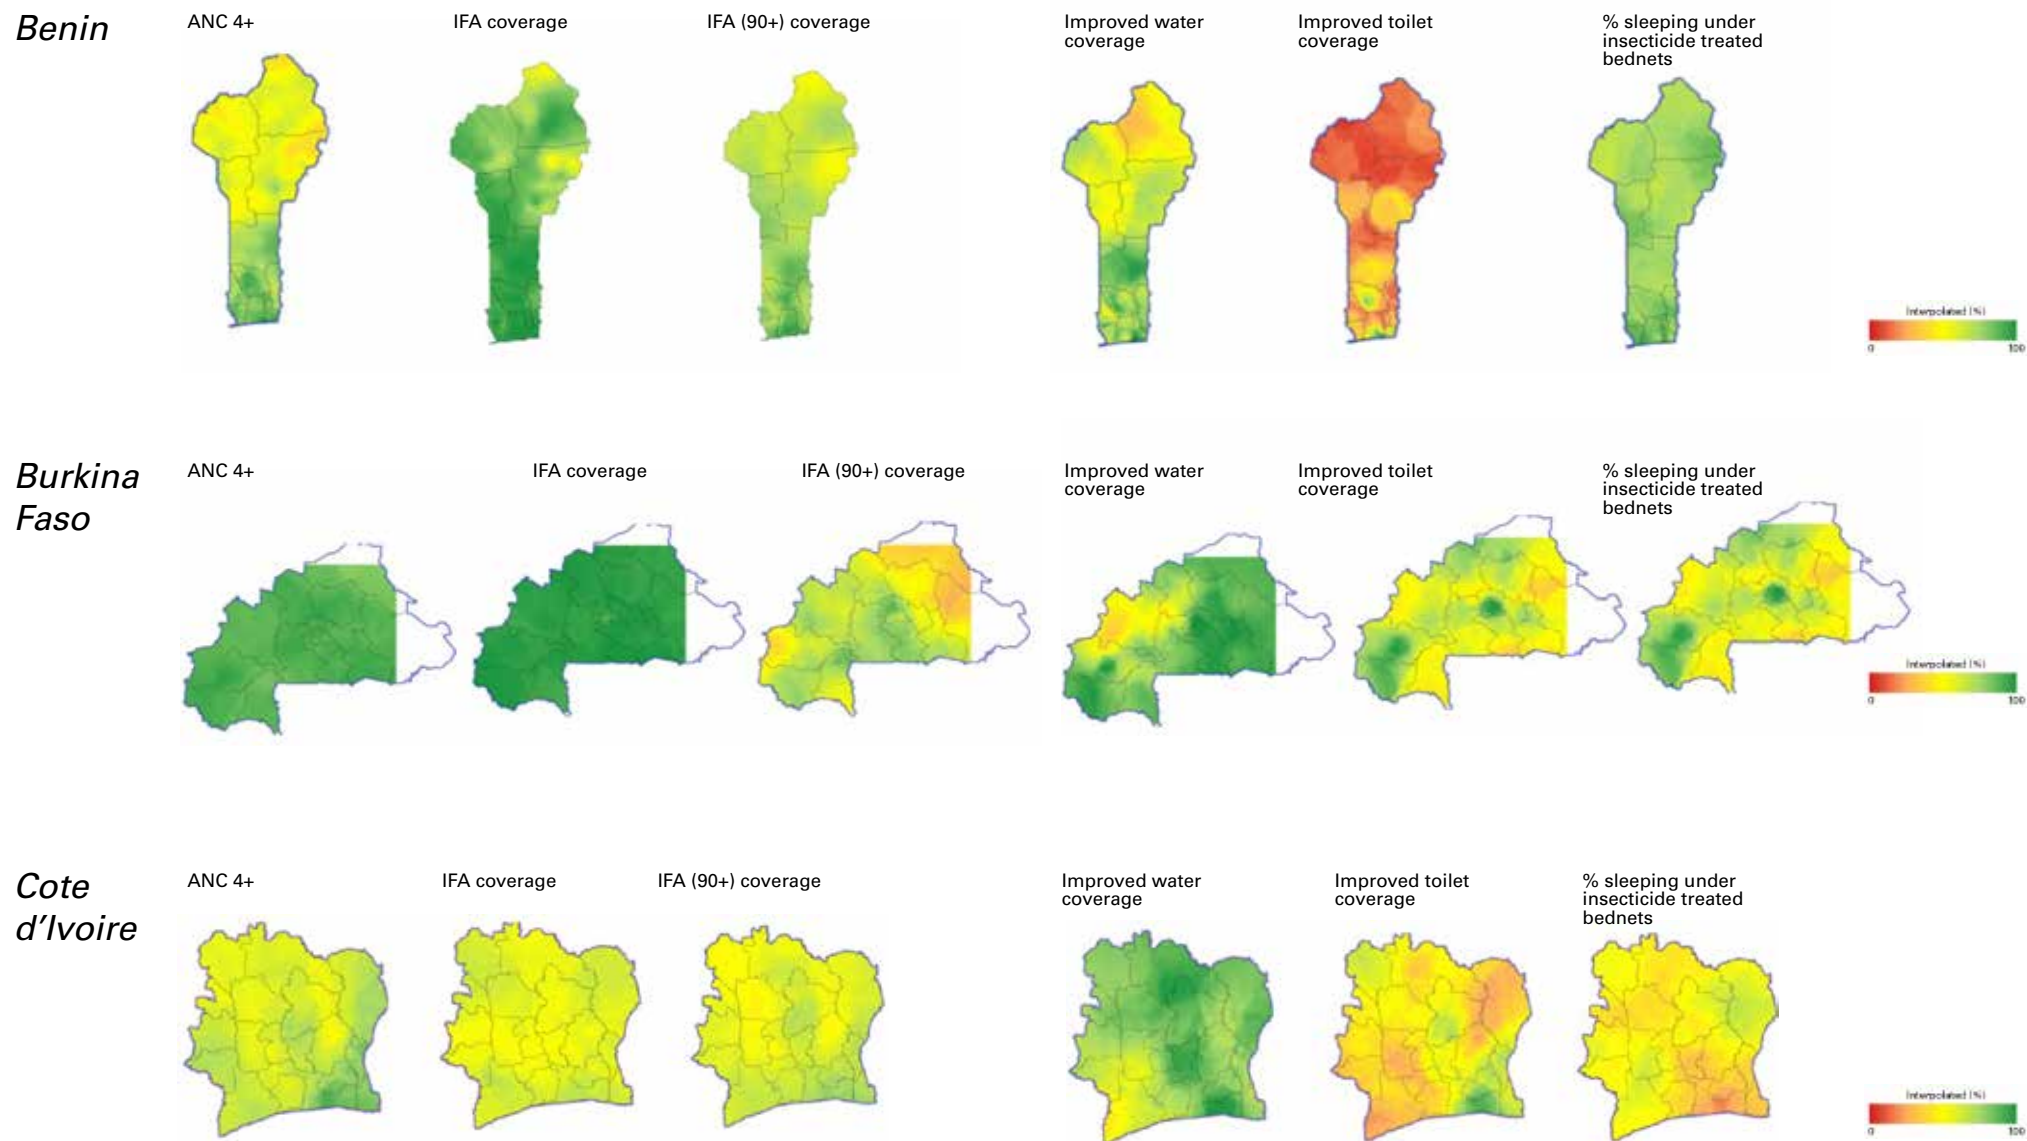 Benin
ANC 4+
IFA coverage
IFA (90+) coverage
Improved water
coverage
Improved toilet
coverage
% sleeping under
insecticide treated
bednets
Interpolated (%)
0
100
Burkina
Faso
ANC 4+
IFA coverage
IFA (90+) coverage
Improved water
coverage
Improved toilet
coverage
% sleeping under
insecticide treated
bednets
Interpolated (%)
0
100
Cote
d’Ivoire
ANC 4+
IFA coverage
IFA (90+) coverage
Improved water
coverage
Improved toilet
coverage
% sleeping under
insecticide treated
bednets
Interpolated (%)
0
100